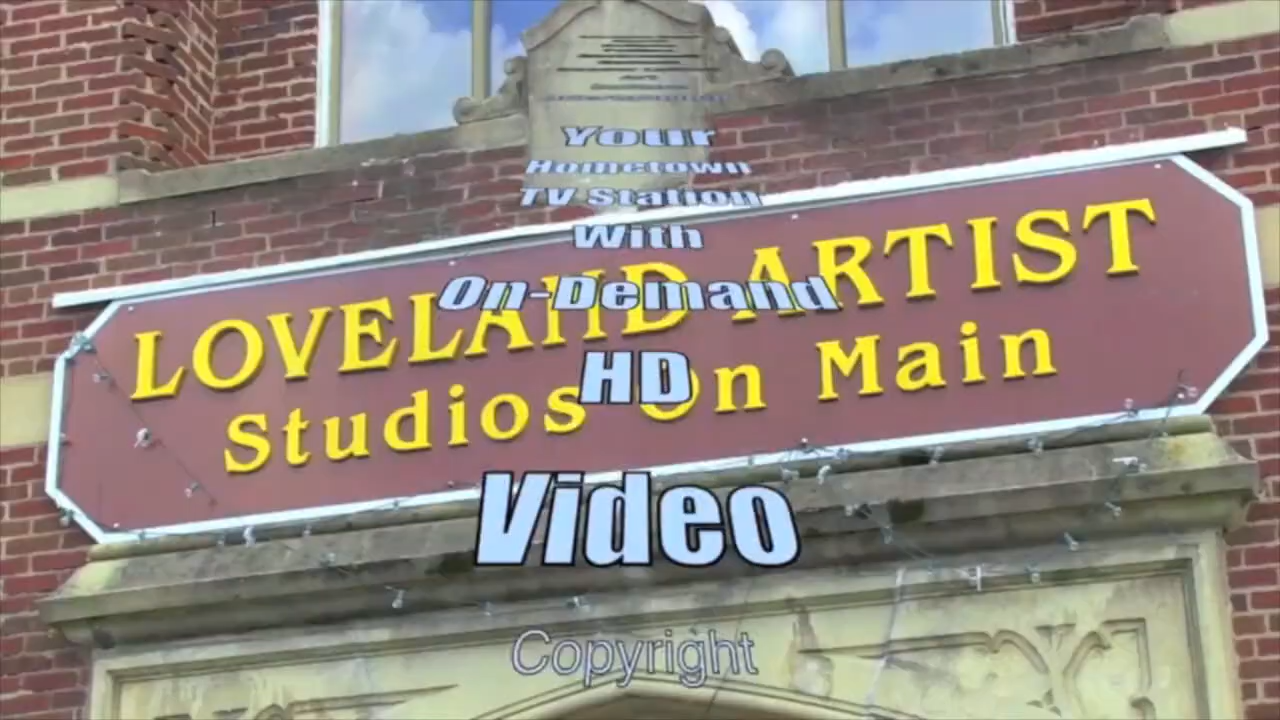 Your
Hometown
TV Station
With
On-Demand
HD
Video
LOVELAND ARTIST
Studios On Main
Copyright